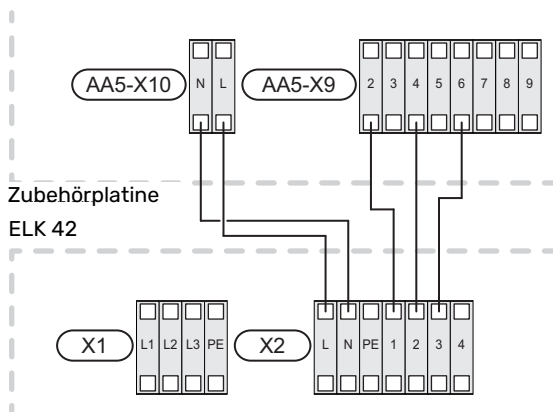 AA5-X10 N L AA5-X9 2 3 4 5 6 7 8 9
Zubehörplatine
ELK 42
X1 L1 L2 L3 PE X2 L N PE 1 2 3 4